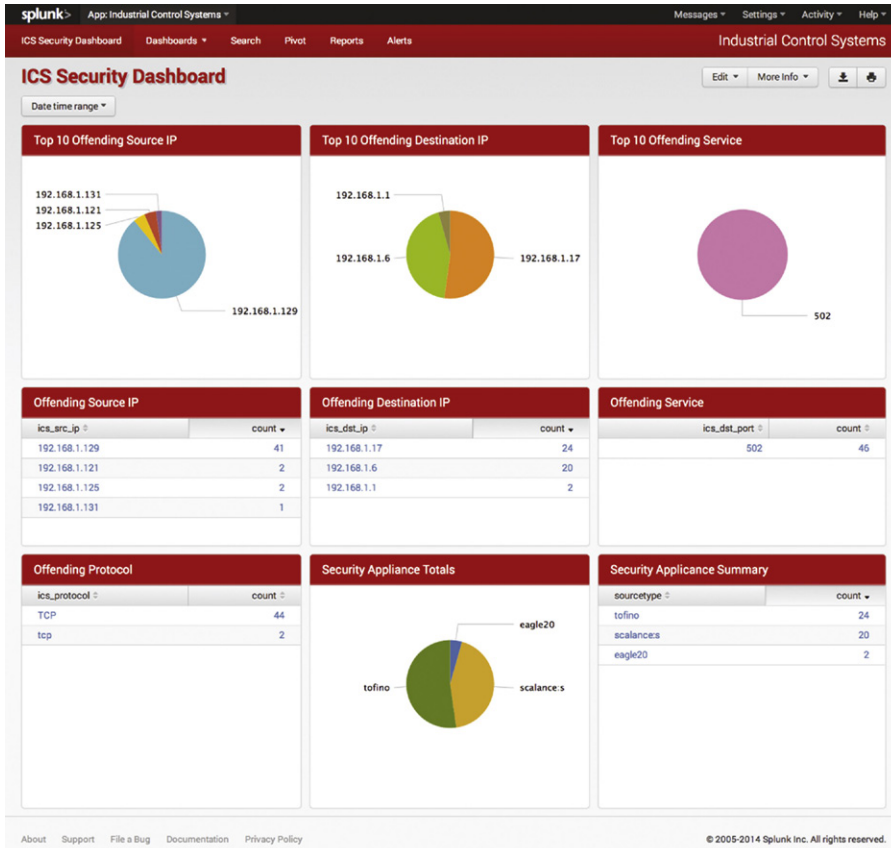 splunk> App: Industrial Control Systems Messages Settings Activity Help
ICS Security Dashboard Dashboards Search Pivot Reports Alerts Industrial Control Systems
ICS Security Dashboard Edit More Info
Date time range
Top 10 Offending Source IP
192.168.1.131
192.168.1.121
192.168.1.125
192.168.1.129
Top 10 Offending Destination IP
192.168.1.1
192.168.1.6
192.168.1.17
Top 10 Offending Service
502
Offending Source IP
ics_src_ip count
192.168.1.129 41
192.168.1.121 2
192.168.1.125 2
192.168.1.131 1
Offending Destination IP
ics_dst_ip count
192.168.1.17 24
192.168.1.6 20
192.168.1.1 2
Offending Service
ics_dst_port count
502 46
Offending Protocol
ics_protocol count
TCP 44
tcp 2
Security Appliance Totals
eagle20
tofino
scalance:s
Security Applicance Summary
sourcetype count
tofino 24
scalance:s 20
eagle20 2
About Support File a Bug Documentation Privacy Policy © 2005-2014 Splunk Inc. All rights reserved.